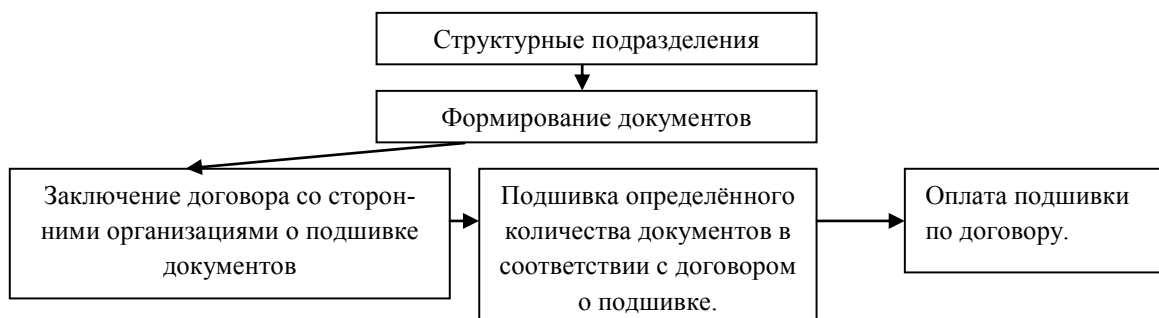 Структурные подразделения
Формирование документов
Заключение договора со сторон-
ними организациями о подшивке
документов
Подшивка определённого
количества документов в
соответствии с договором
о подшивке.
Оплата подшивки
по договору.